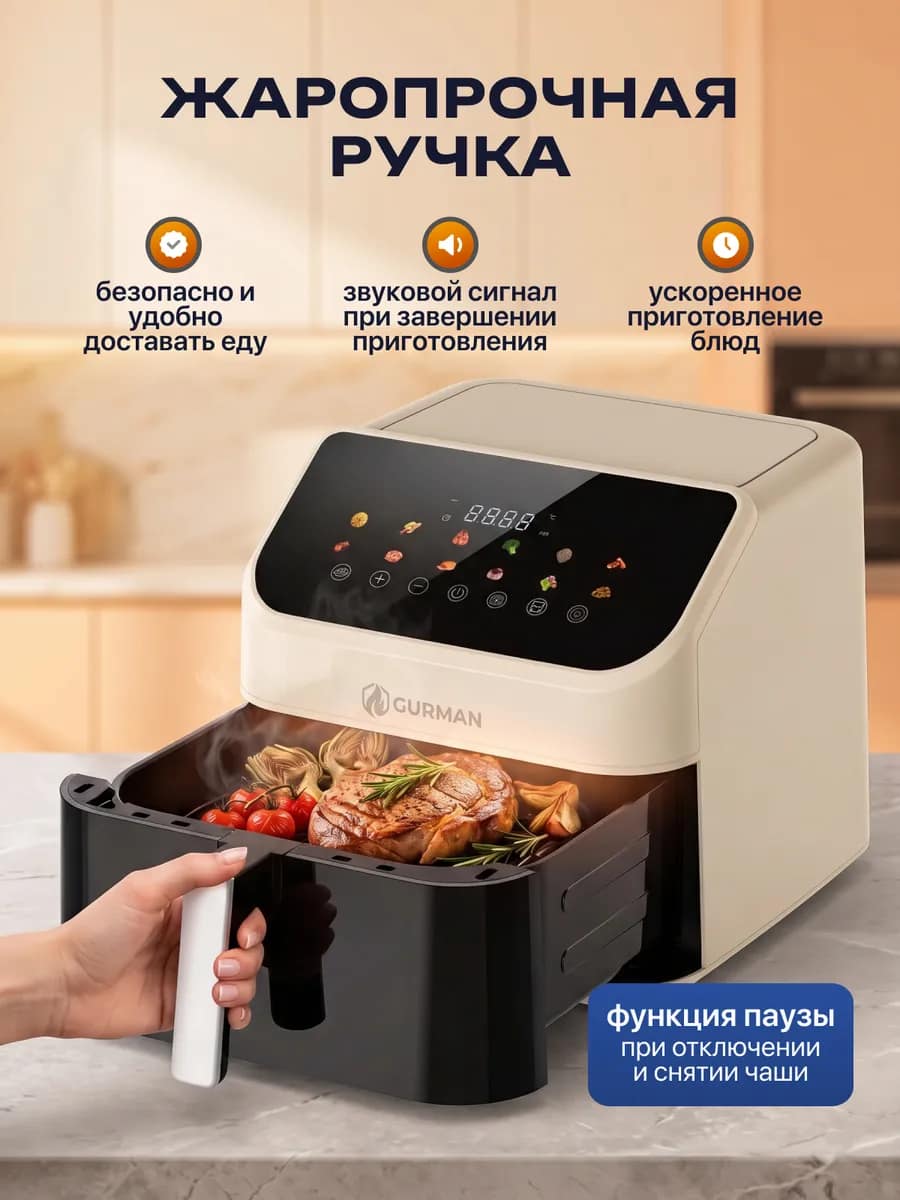 ЖАРОПРОЧНАЯ
РУЧКА
безопасно и
удобно
доставать еду
звуковой сигнал
при завершении
приготовления
ускоренное
приготовление
блюд
8888
GURMAN
функция паузы
при отключении
и снятии чаши